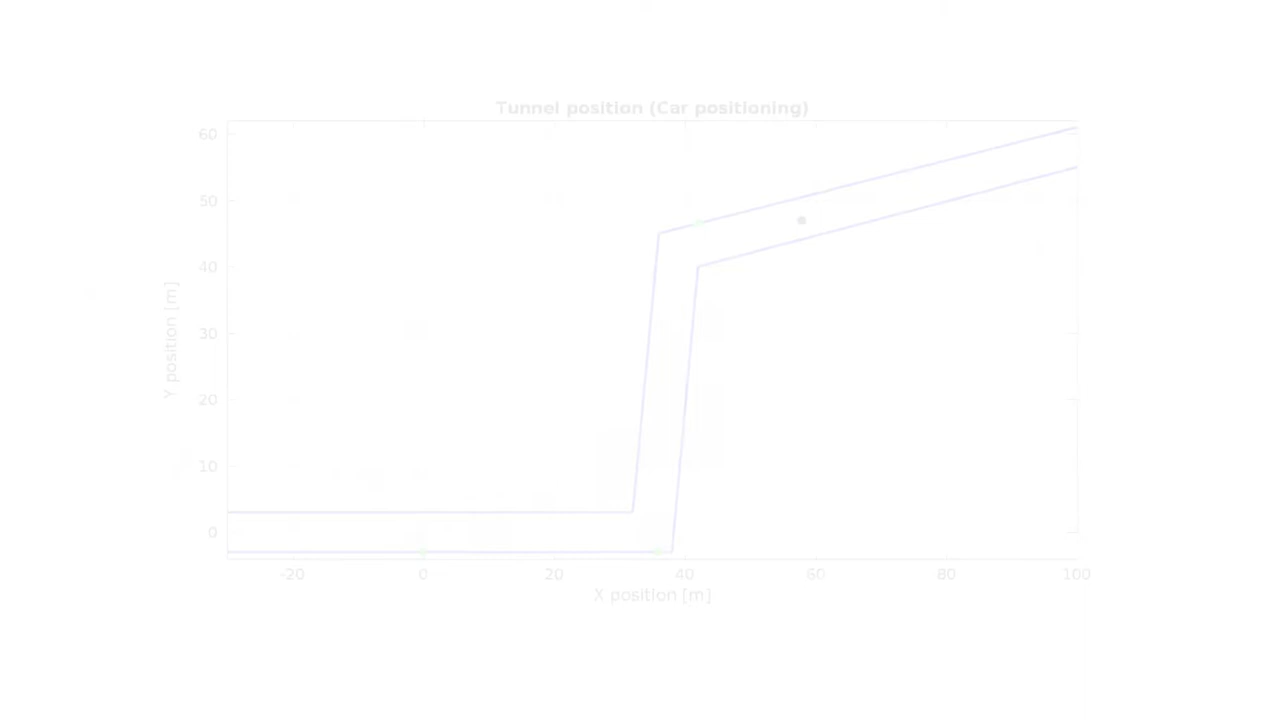 Tunnel position (Car positioning)
60
50
40
30
20
10
0
Y position [m]
-20 0 20 40 60 80 100
X position [m]